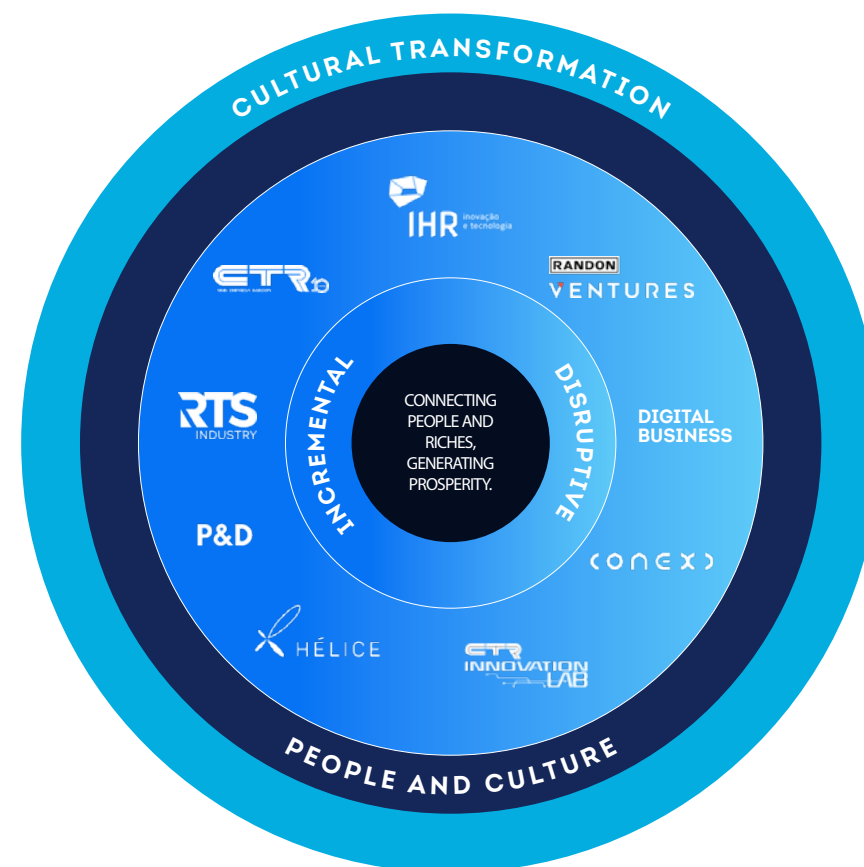 CULTURAL TRANSFORMATION
IHR
inovação
e tecnologia
CTR
RANDON
VENTURES
INCREMENTAL
DISRUPTIVE
CONNECTING
PEOPLE AND
RICHES,
GENERATING
PROSPERITY.
RTS
INDUSTRY
DIGITAL
BUSINESS
P&D
CONEXO
HÉLICE
CTR
INNOVATION
LAB
PEOPLE AND CULTURE